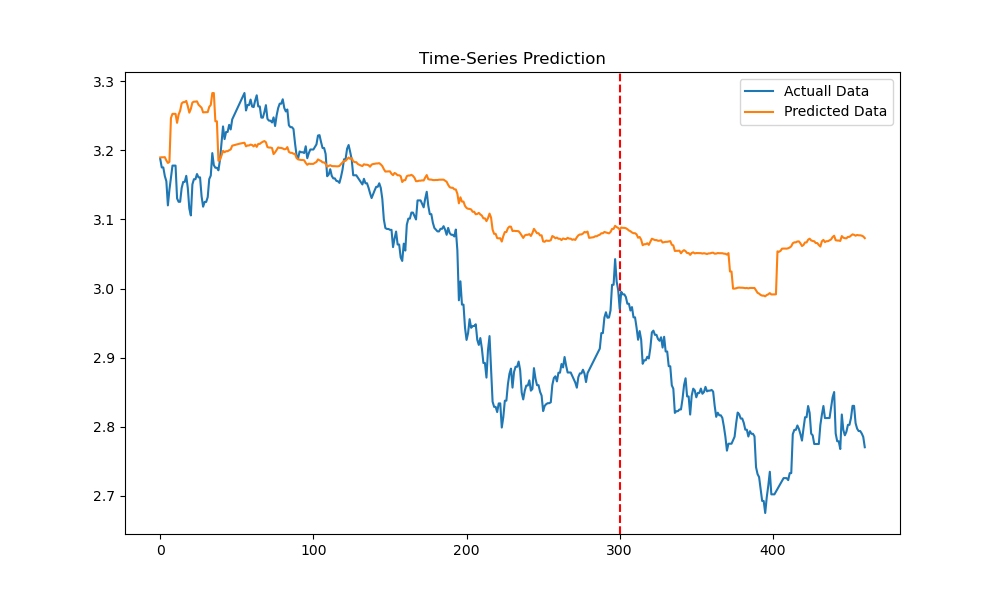 Time-Series Prediction
Actuall Data
Predicted Data
3.3
3.2
3.1
3.0
2.9
2.8
2.7
0 100 200 300 400